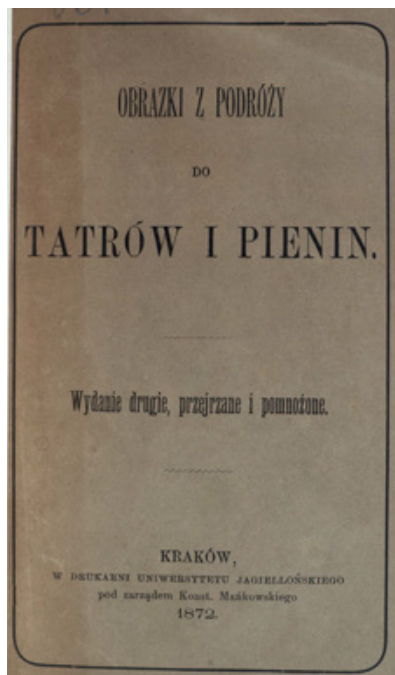 OBRAZKI Z PODRÓŻY
DO
TATRÓW I PIENIN.
Wydanie drugie, przejrzane i pomnożone.
KRAKÓW,
W DRUKARNI UNIWERSYTETU JAGIELLOŃSKIEGO
pod zarządem Konst. Mańkowskiego
1872.